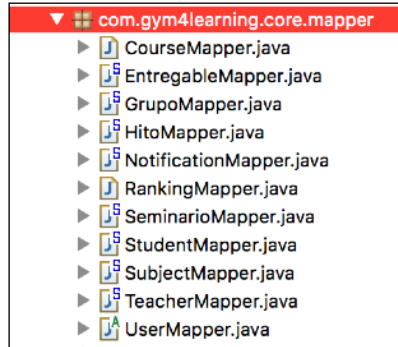 com.gym4learning.core.mapper
CourseMapper.java
EntregableMapper.java
GrupoMapper.java
HitoMapper.java
NotificationMapper.java
RankingMapper.java
SeminarioMapper.java
StudentMapper.java
SubjectMapper.java
TeacherMapper.java
UserMapper.java